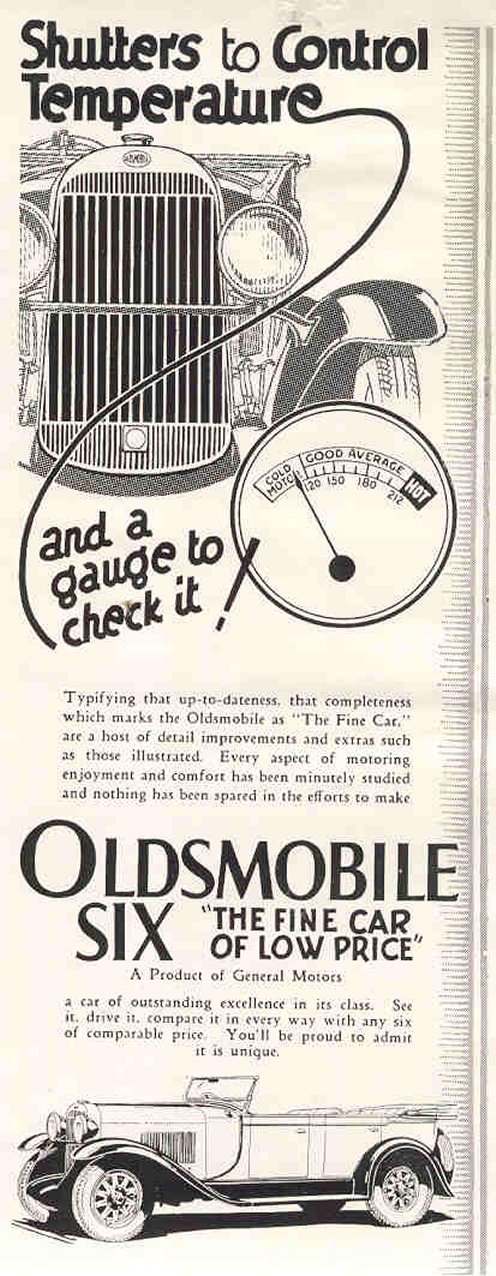 Shutters to Control
Temperature
COLD
MOTOR
GOOD AVERAGE
HOT
120 150 180 212
and a
gauge to
check it !
Typifying that up-to-dateness, that completeness
which marks the Oldsmobile as "The Fine Car,"
are a host of detail improvements and extras such
as those illustrated. Every aspect of motoring
enjoyment and comfort has been minutely studied
and nothing has been spared in the efforts to make
OLDSMOBILE
SIX "THE FINE CAR
OF LOW PRICE"
A Product of General Motors
a car of outstanding excellence in its class. See
it, drive it, compare it in every way with any six
of comparable price. You'll be proud to admit
it is unique.